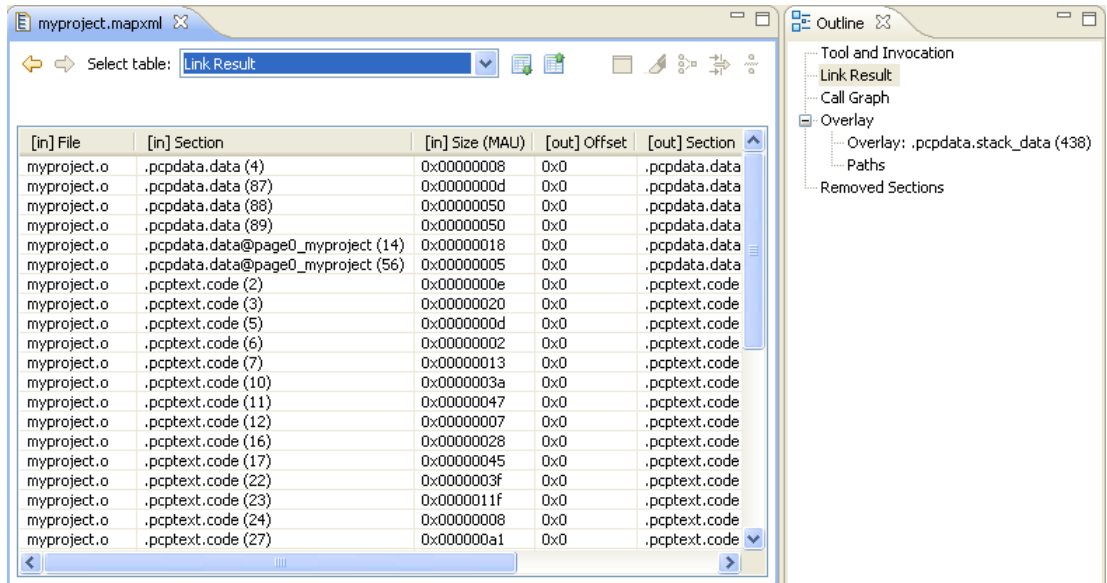 myproject.mapxml
Select table: Link Result
[in] File [in] Section [in] Size (MAU) [out] Offset [out] Section
myproject.o .pcpdata.data (4) 0x00000008 0x0 .pcpdata.data
myproject.o .pcpdata.data (87) 0x0000000d 0x0 .pcpdata.data
myproject.o .pcpdata.data (88) 0x00000050 0x0 .pcpdata.data
myproject.o .pcpdata.data (89) 0x00000050 0x0 .pcpdata.data
myproject.o .pcpdata.data@page0_myproject (14) 0x00000018 0x0 .pcpdata.data
myproject.o .pcpdata.data@page0_myproject (56) 0x00000005 0x0 .pcpdata.data
myproject.o .pcptext.code (2) 0x0000000e 0x0 .pcptext.code
myproject.o .pcptext.code (3) 0x00000020 0x0 .pcptext.code
myproject.o .pcptext.code (5) 0x0000000d 0x0 .pcptext.code
myproject.o .pcptext.code (6) 0x00000002 0x0 .pcptext.code
myproject.o .pcptext.code (7) 0x00000013 0x0 .pcptext.code
myproject.o .pcptext.code (10) 0x0000003a 0x0 .pcptext.code
myproject.o .pcptext.code (11) 0x00000047 0x0 .pcptext.code
myproject.o .pcptext.code (12) 0x00000007 0x0 .pcptext.code
myproject.o .pcptext.code (16) 0x00000028 0x0 .pcptext.code
myproject.o .pcptext.code (17) 0x00000045 0x0 .pcptext.code
myproject.o .pcptext.code (22) 0x0000003f 0x0 .pcptext.code
myproject.o .pcptext.code (23) 0x0000011f 0x0 .pcptext.code
myproject.o .pcptext.code (24) 0x00000008 0x0 .pcptext.code
myproject.o .pcptext.code (27) 0x000000a1 0x0 .pcptext.code
Outline
Tool and Invocation
Link Result
Call Graph
Overlay
Overlay: .pcpdata.stack_data (438)
Paths
Removed Sections